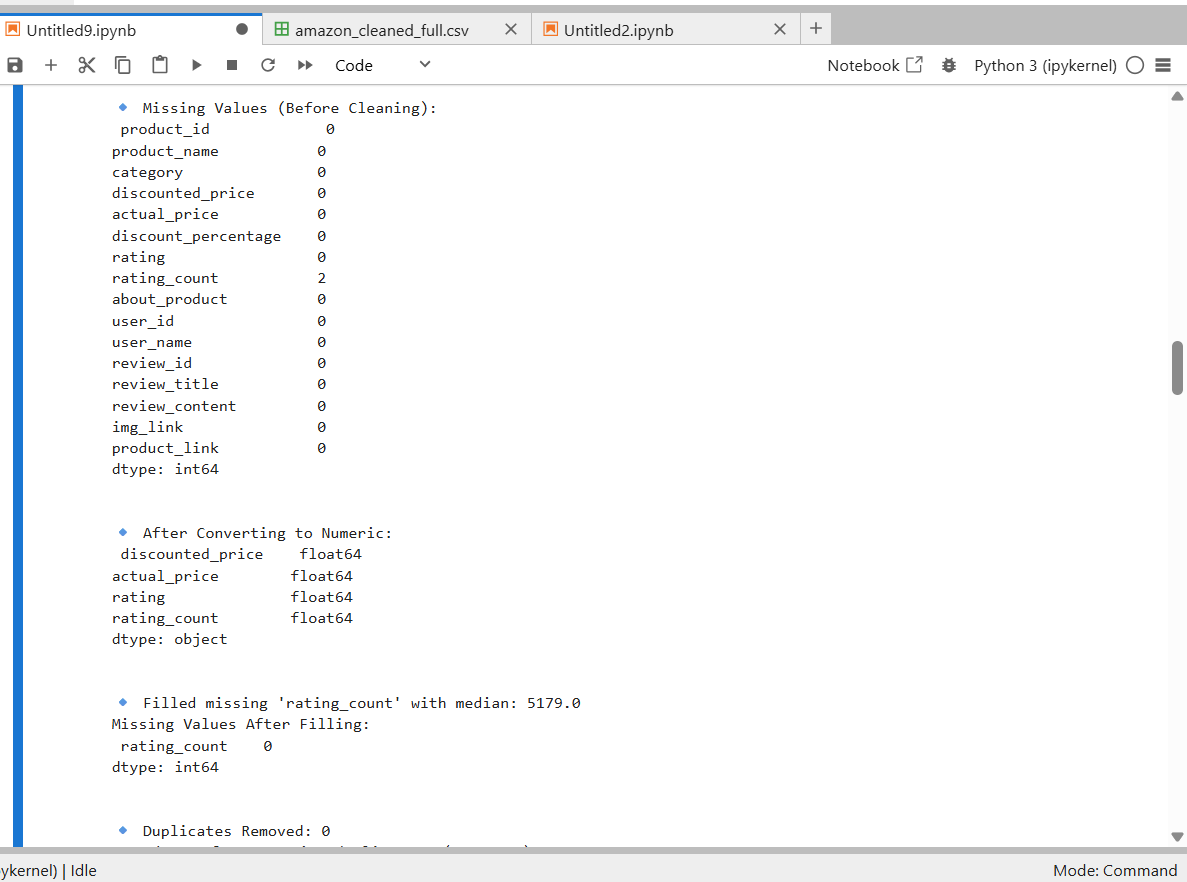 Untitled9.ipynb amazon_cleaned_full.csv Untitled2.ipynb
Code Notebook Python 3 (ipykernel)
Missing Values (Before Cleaning):
product_id 0
product_name 0
category 0
discounted_price 0
actual_price 0
discount_percentage 0
rating 0
rating_count 2
about_product 0
user_id 0
user_name 0
review_id 0
review_title 0
review_content 0
img_link 0
product_link 0
dtype: int64
After Converting to Numeric:
discounted_price float64
actual_price float64
rating float64
rating_count float64
dtype: object
Filled missing 'rating_count' with median: 5179.0
Missing Values After Filling:
rating_count 0
dtype: int64
Duplicates Removed: 0
ykernel) | Idle Mode: Command